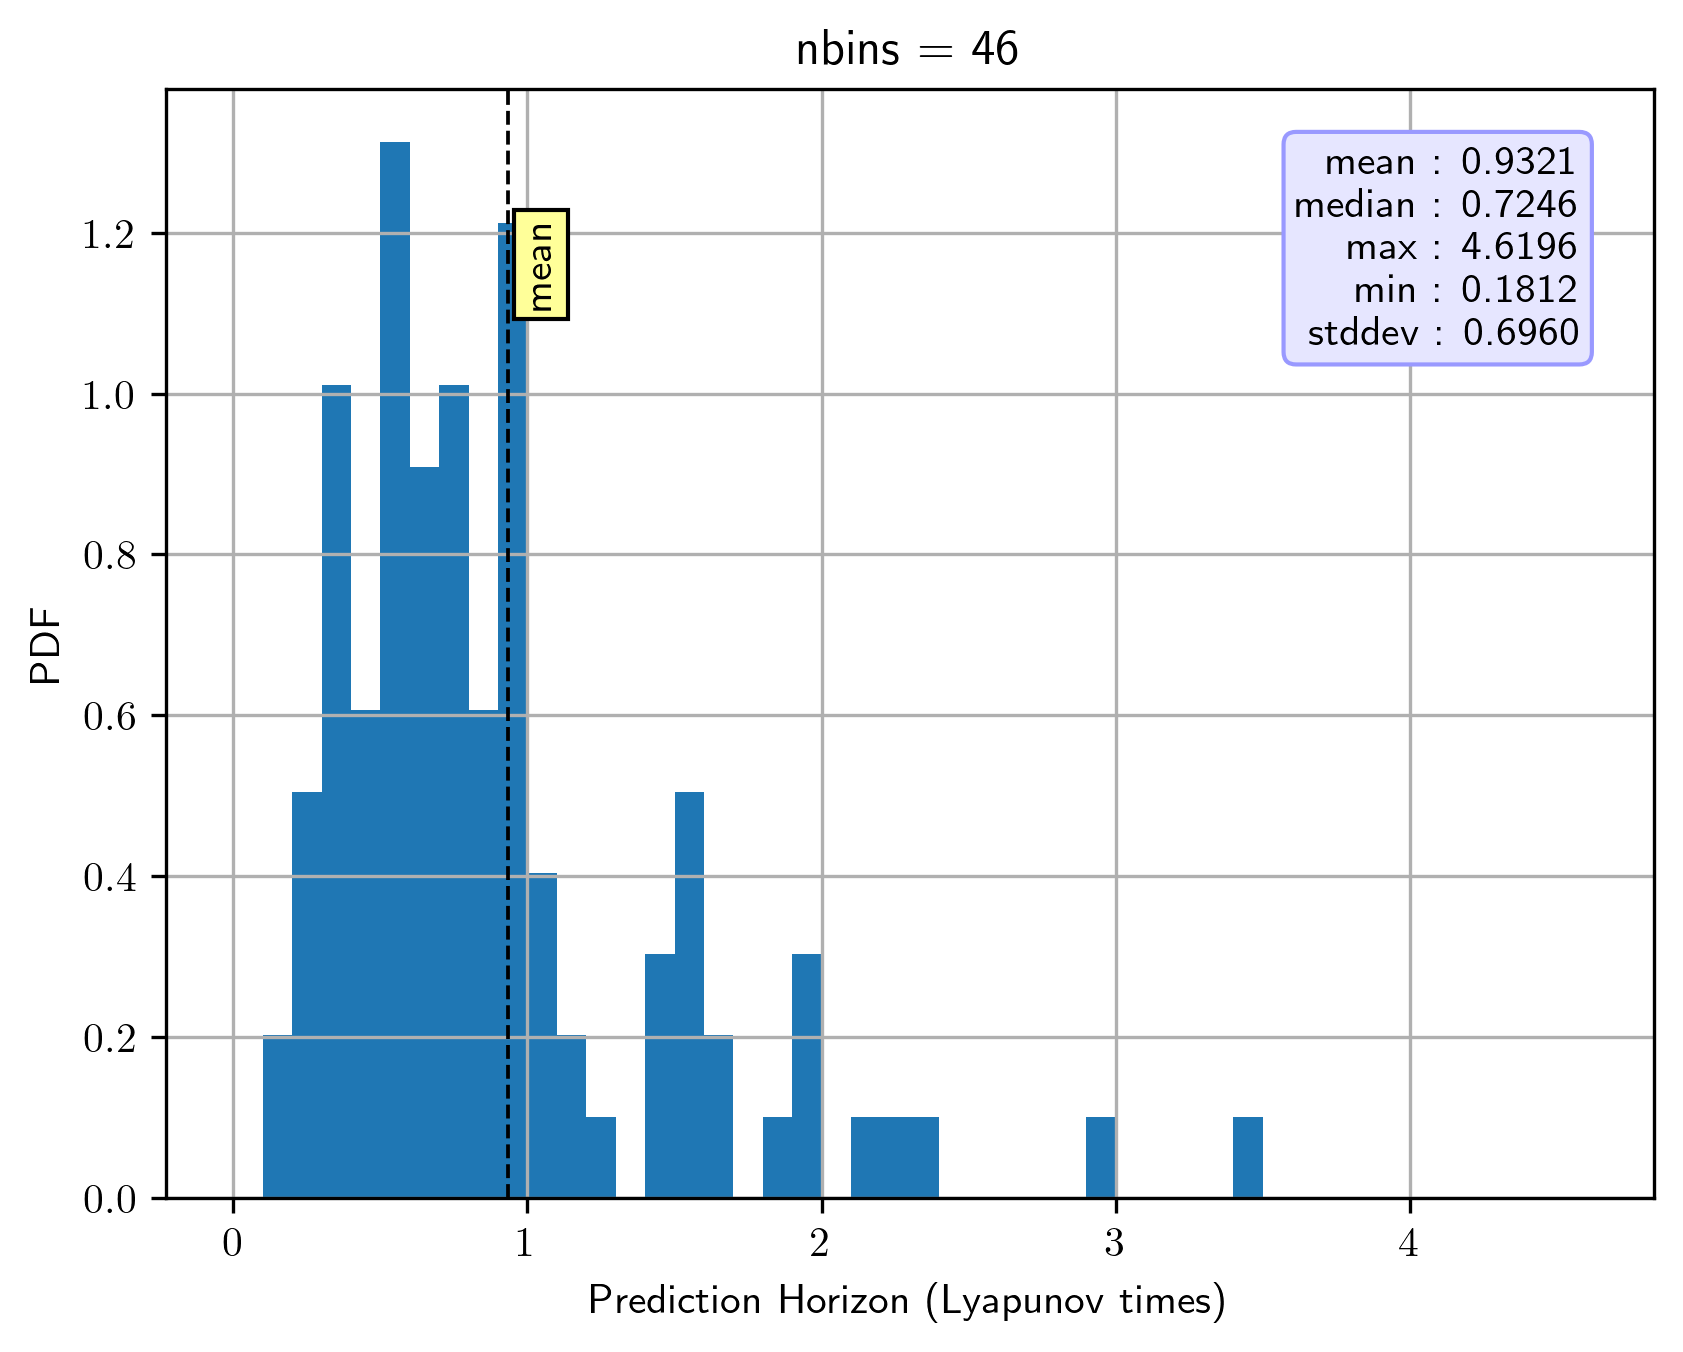 nbins = 46
mean : 0.9321
median : 0.7246
max : 4.6196
min : 0.1812
stddev : 0.6960
mean
PDF
1.2
1.0
0.8
0.6
0.4
0.2
0.0
0 1 2 3 4
Prediction Horizon (Lyapunov times)